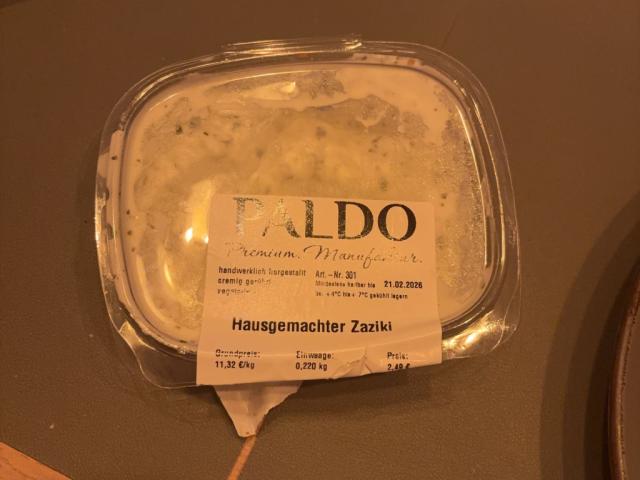 PALDO
Premium. Manufaktur.
handwerklich hergestellt
cremig gerührt
vegetarisch
Art.-Nr. 301
Mindestens haltbar bis 21.02.2026
bei +4°C bis + 7°C gekühlt lagern
Hausgemachter Zaziki
Grundpreis: Einwaage: Preis:
11,32 €/kg 0,220 kg 2,49 €